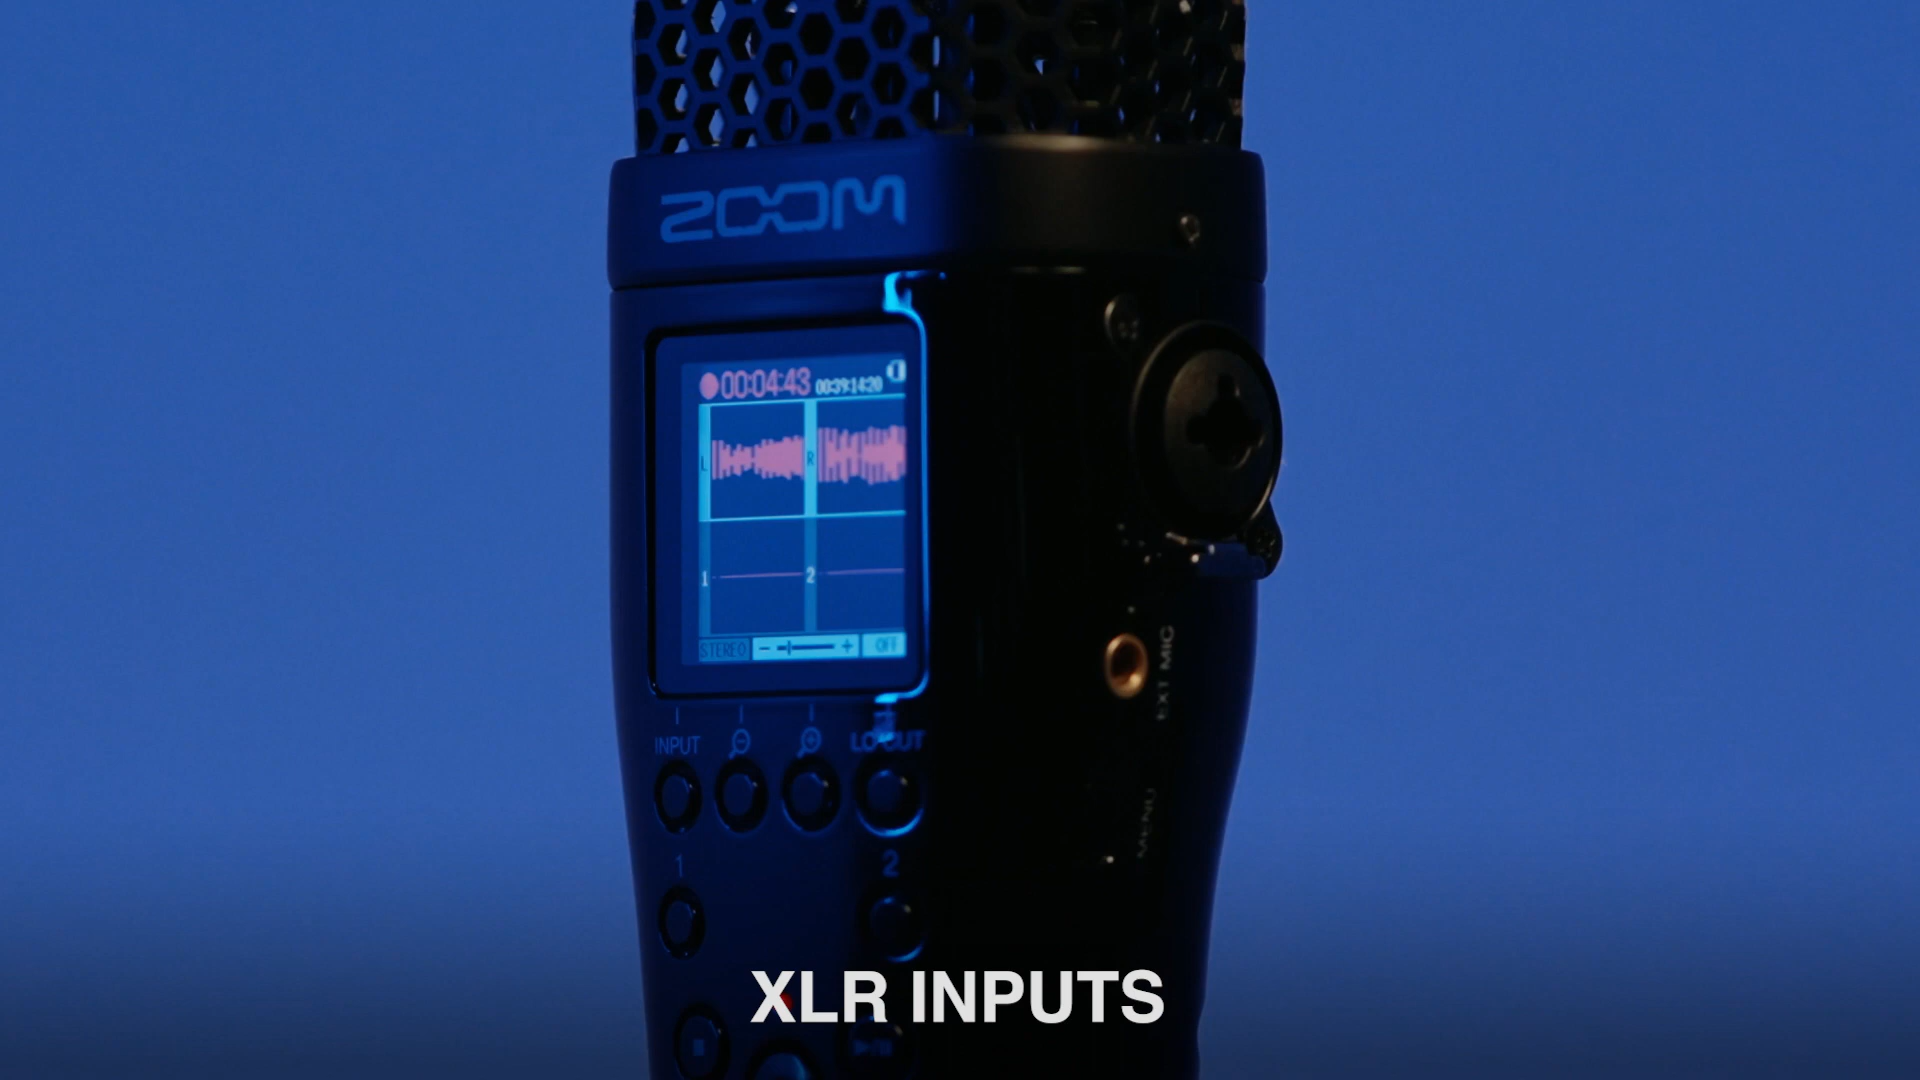 ZOOM
00:04:43 00:39:14:20
L R
1 2
STEREO − + OFF
INPUT LO CUT
EXT MIC
MENU
1 2
XLR INPUTS